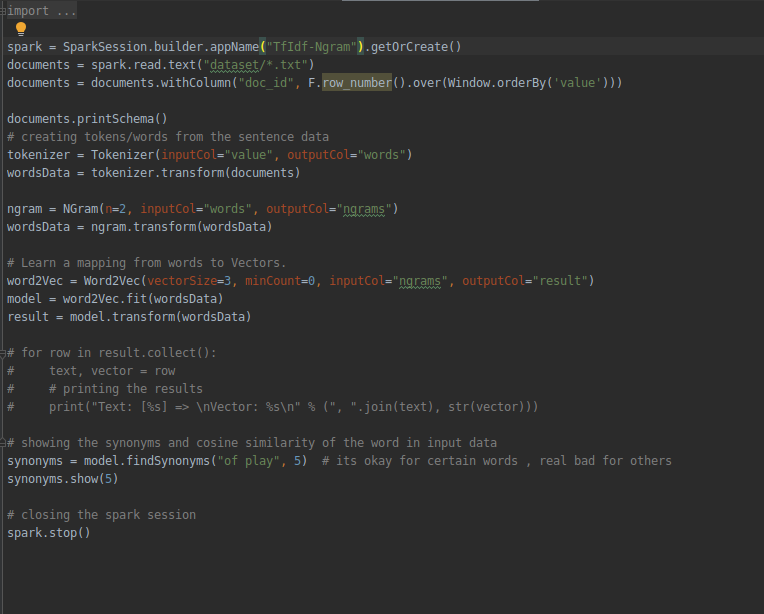 import ...
spark = SparkSession.builder.appName("TfIdf-Ngram").getOrCreate()
documents = spark.read.text("dataset/*.txt")
documents = documents.withColumn("doc_id", F.row_number().over(Window.orderBy('value')))
documents.printSchema()
# creating tokens/words from the sentence data
tokenizer = Tokenizer(inputCol="value", outputCol="words")
wordsData = tokenizer.transform(documents)
ngram = NGram(n=2, inputCol="words", outputCol="ngrams")
wordsData = ngram.transform(wordsData)
# Learn a mapping from words to Vectors.
word2Vec = Word2Vec(vectorSize=3, minCount=0, inputCol="ngrams", outputCol="result")
model = word2Vec.fit(wordsData)
result = model.transform(wordsData)
# for row in result.collect():
#     text, vector = row
#     # printing the results
#     print("Text: [%s] => \nVector: %s\n" % (", ".join(text), str(vector)))
# showing the synonyms and cosine similarity of the word in input data
synonyms = model.findSynonyms("of play", 5)  # its okay for certain words , real bad for others
synonyms.show(5)
# closing the spark session
spark.stop()